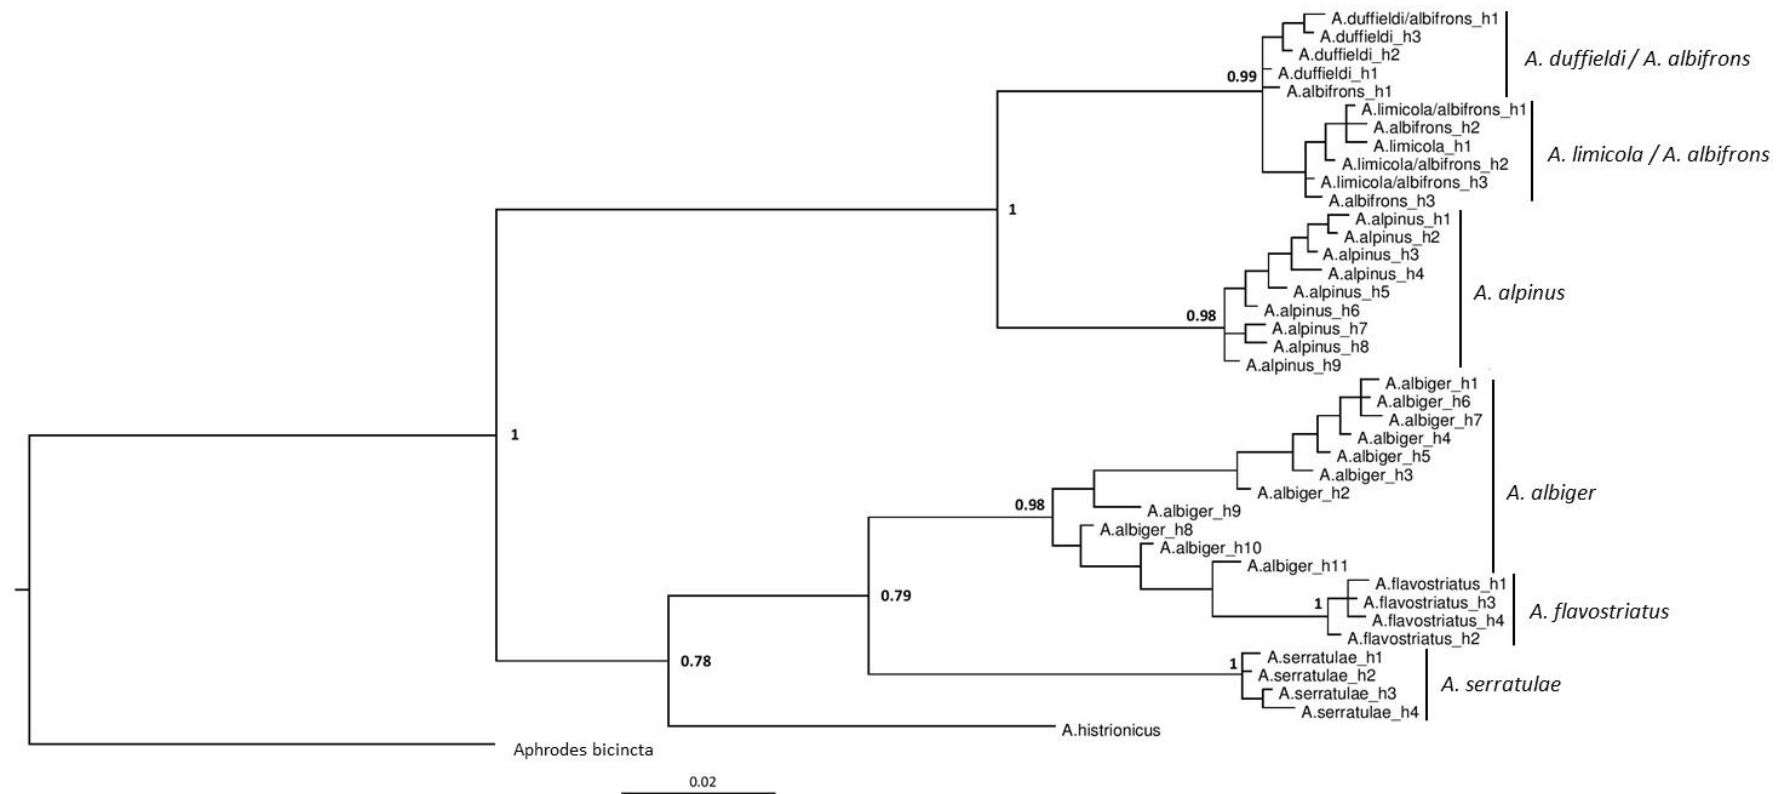 A.duffieldi/albifrons_h1
A.duffieldi_h3
A.duffieldi_h2
A. duffieldi / A. albifrons
A.duffieldi_h1
0.99
A.albifrons_h1
A.limicola/albifrons_h1
A.albifrons_h2
A.limicola_h1
A. limicola / A. albifrons
A.limicola/albifrons_h2
A.limicola/albifrons_h3
A.albifrons_h3
1
A.alpinus_h1
A.alpinus_h2
A.alpinus_h3
A.alpinus_h4
A.alpinus_h5
A. alpinus
A.alpinus_h6
0.98
A.alpinus_h7
A.alpinus_h8
A.alpinus_h9
A.albiger_h1
A.albiger_h6
A.albiger_h7
1
A.albiger_h4
A.albiger_h5
A.albiger_h3
A.albiger_h2
A. albiger
0.98
A.albiger_h9
A.albiger_h8
A.albiger_h10
A.albiger_h11
A.flavostriatus_h1
0.79
1
A.flavostriatus_h3
A. flavostriatus
A.flavostriatus_h4
A.flavostriatus_h2
0.78
A.serratulae_h1
1
A.serratulae_h2
A. serratulae
A.serratulae_h3
A.serratulae_h4
A.histrionicus
Aphrodes bicincta
0.02